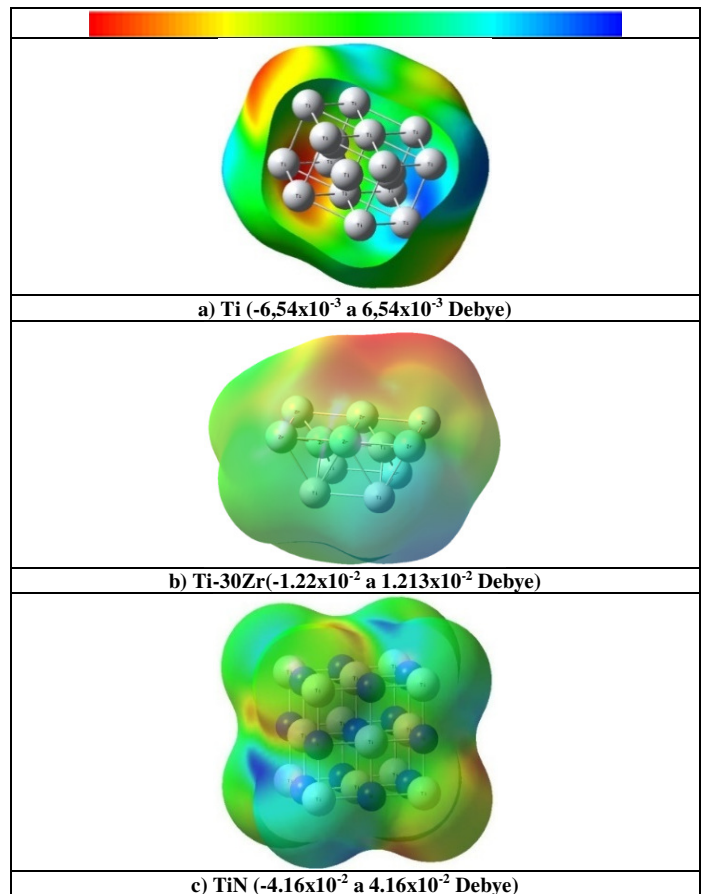 a) Ti (-6,54x10⁻³ a 6,54x10⁻³ Debye)
b) Ti-30Zr(-1.22x10⁻² a 1.213x10⁻² Debye)
c) TiN (-4.16x10⁻² a 4.16x10⁻² Debye)